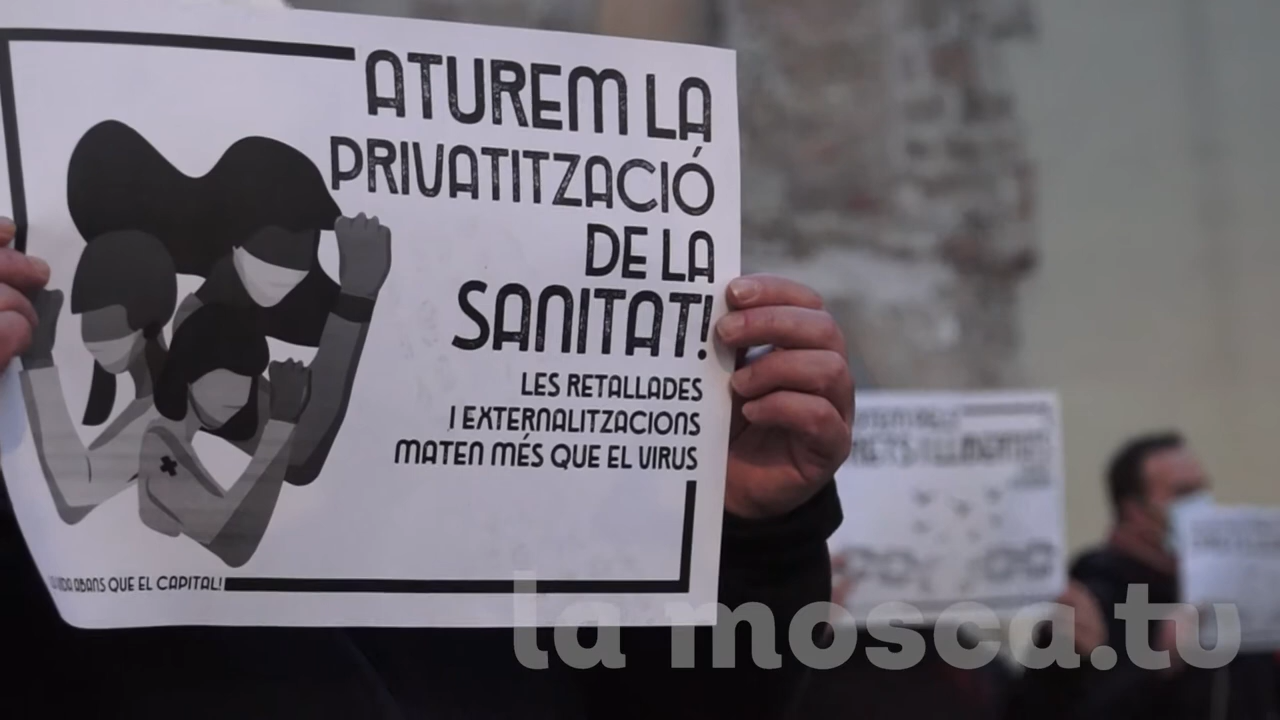 ATUREM LA
PRIVATITZACIÓ
DE LA
SANITAT!
LES RETALLADES
I EXTERNALITZACIONS
MATEN MÉS QUE EL VIRUS
ABANS QUE EL CAPITAL!
la mosca.tv